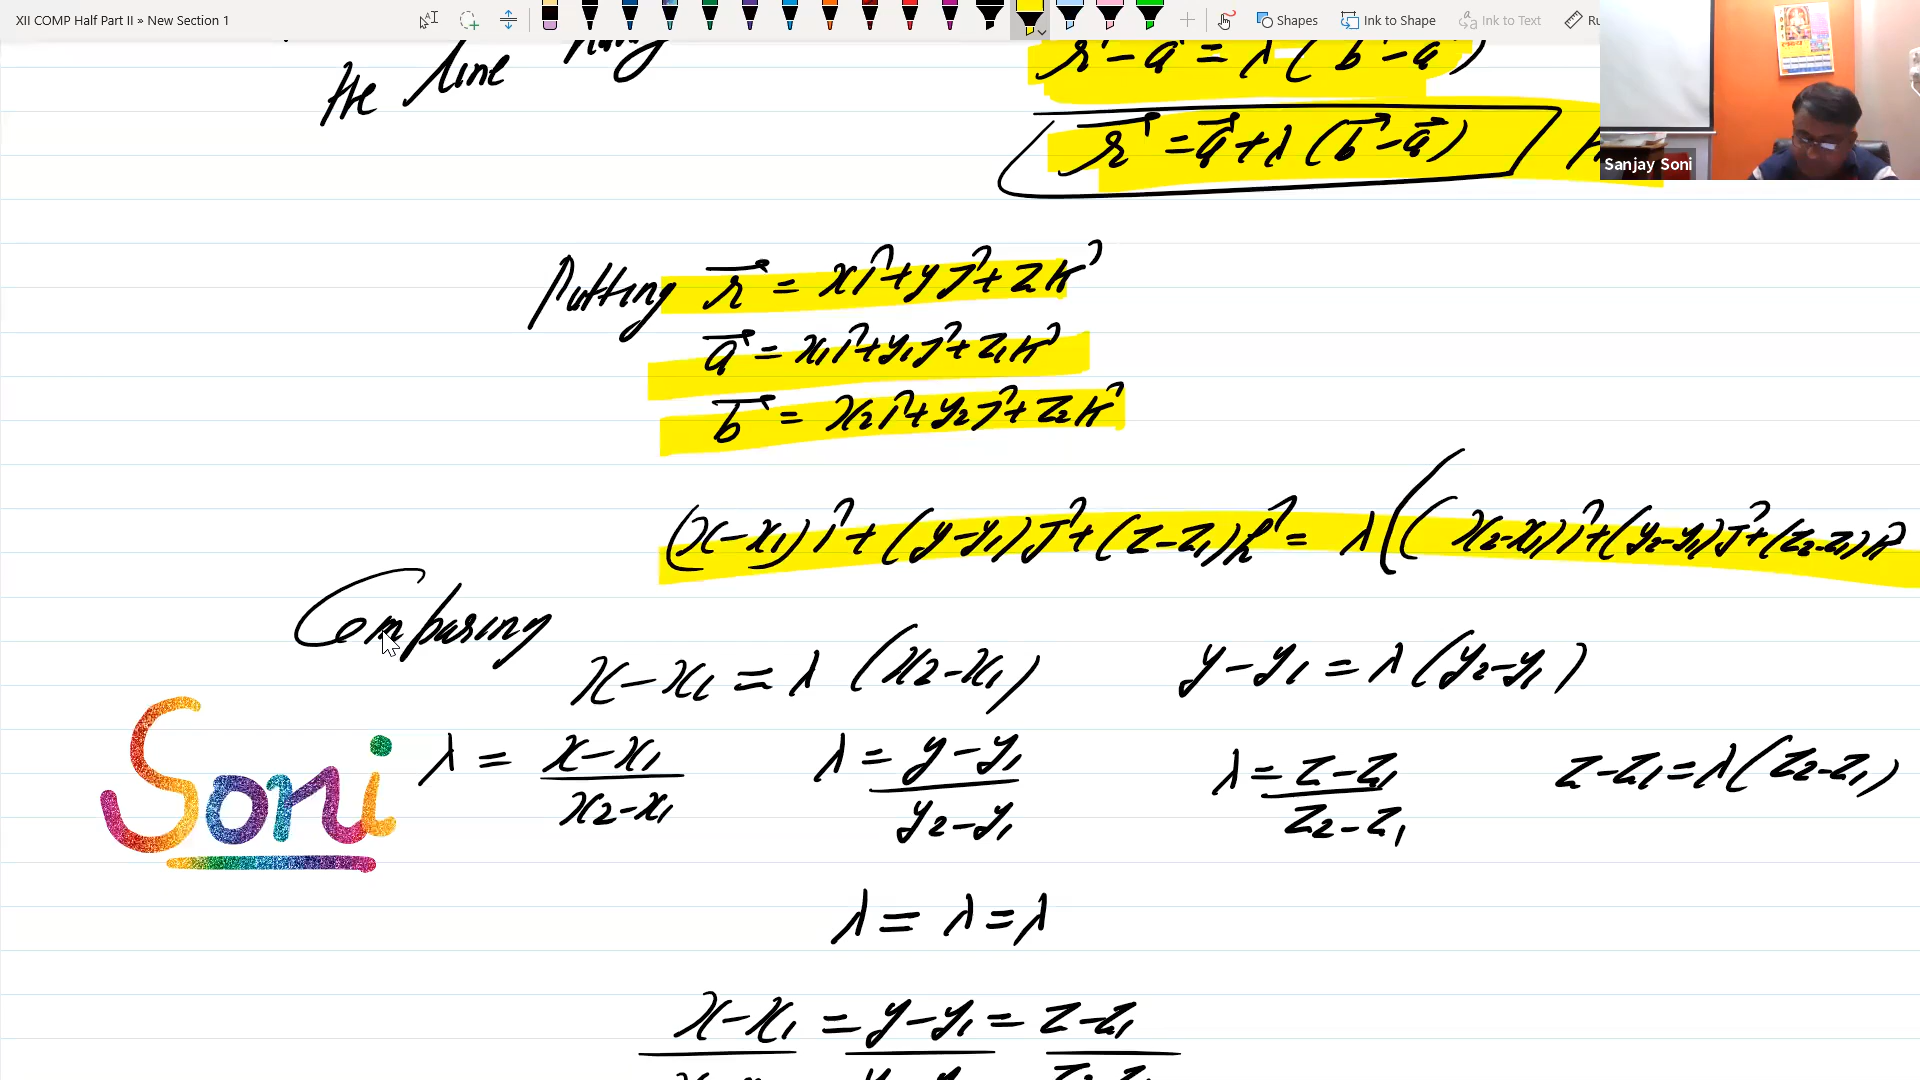 XII COMP Half Part II » New Section 1
Shapes
Ink to Shape
Ink to Text
Ru
Sanjay Soni
the line
r⃗ - a⃗ = λ(b⃗ - a⃗)
r⃗ = a⃗ + λ(b⃗ - a⃗)
Putting r⃗ = xî + yĵ + zk̂
a⃗ = x₁î + y₁ĵ + z₁k̂
b⃗ = x₂î + y₂ĵ + z₂k̂
(x-x₁)î + (y-y₁)ĵ + (z-z₁)k̂ = λ((x₂-x₁)î + (y₂-y₁)ĵ + (z₂-z₁)k̂
Comparing
x-x₁ = λ(x₂-x₁) y-y₁ = λ(y₂-y₁)
z-z₁ = λ(z₂-z₁)
λ = (x-x₁)/(x₂-x₁) λ = (y-y₁)/(y₂-y₁) λ = (z-z₁)/(z₂-z₁)
Soni
λ = λ = λ
x-x₁ = y-y₁ = z-z₁